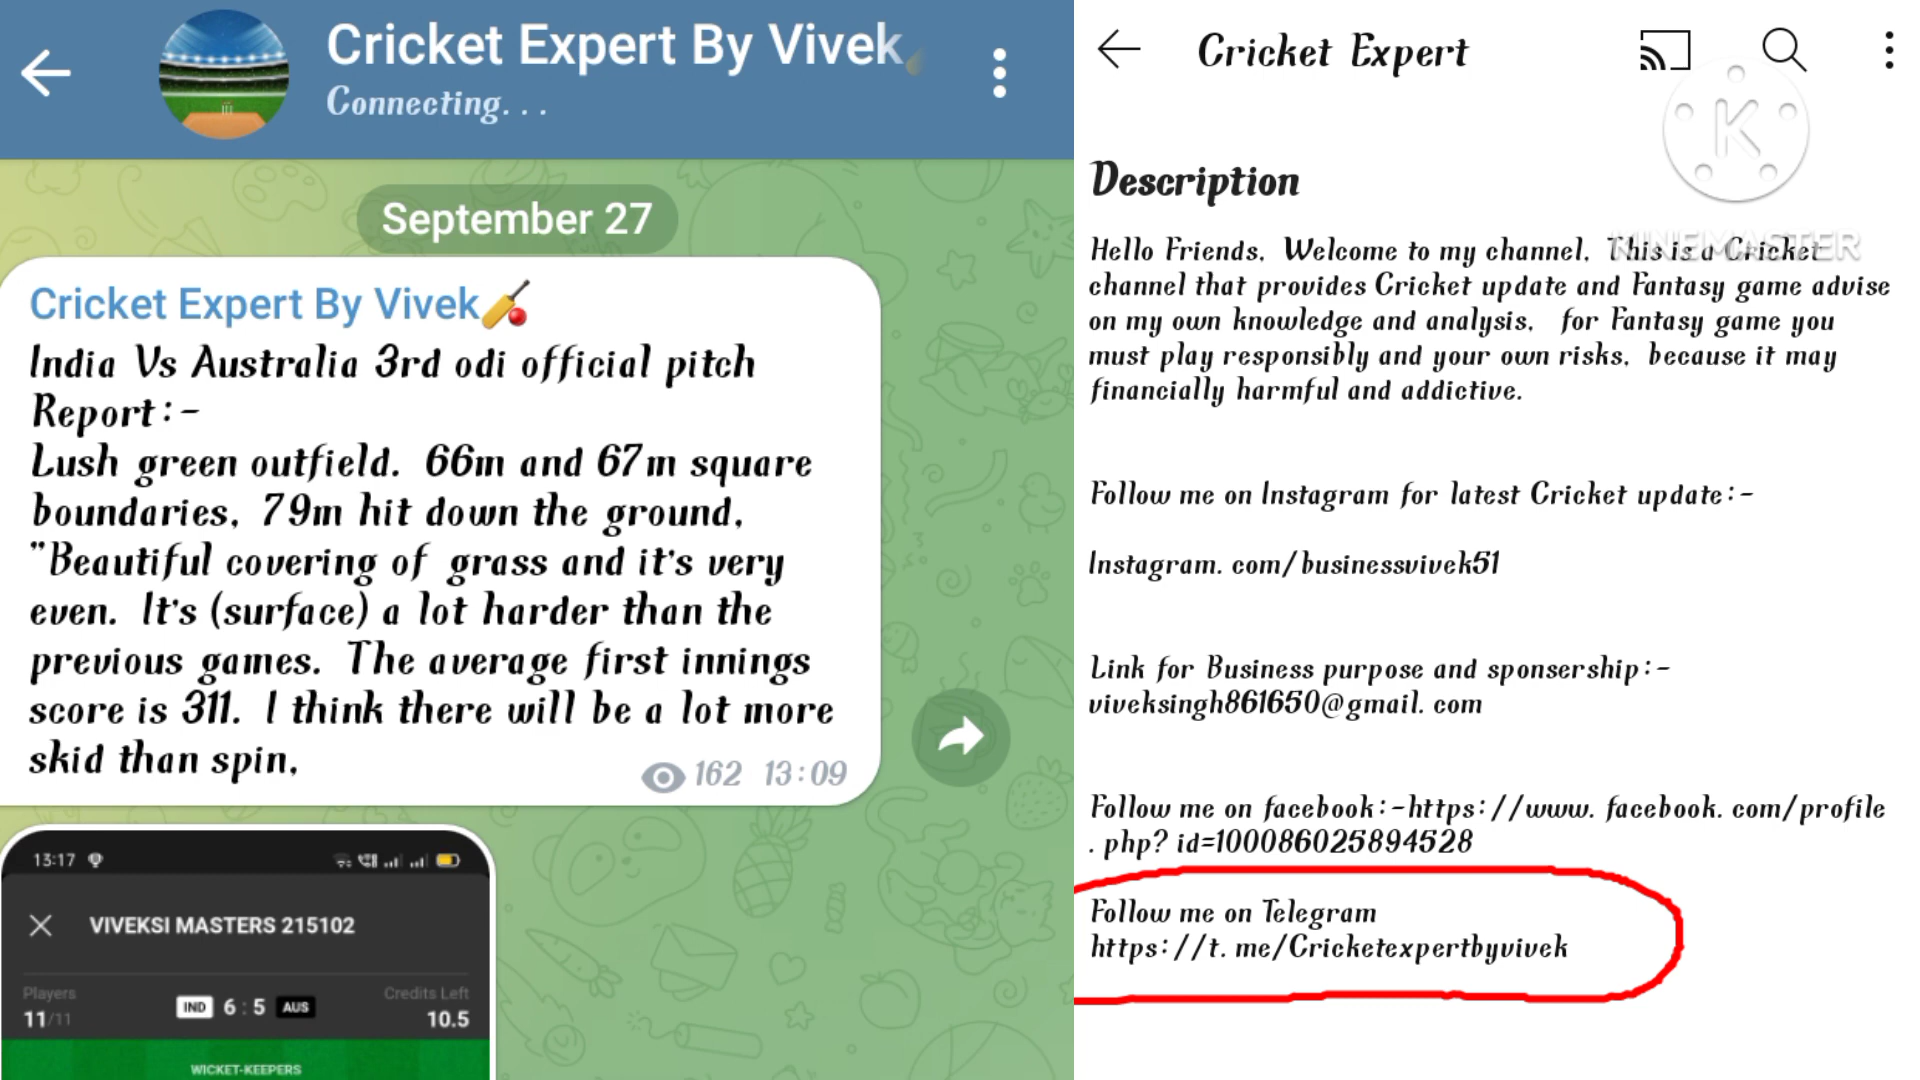 Cricket Expert By Vivek
Connecting. . .
September 27
Cricket Expert By Vivek🏏
India Vs Australia 3rd odi official pitch
Report:-
Lush green outfield. 66m and 67m square
boundaries, 79m hit down the ground,
"Beautiful covering of grass and it's very
even. It's (surface) a lot harder than the
previous games. The average first innings
score is 311. I think there will be a lot more
skid than spin,
162 13:09
13:17
VIVEKSI MASTERS 215102
Players
Credits Left
11/11
IND 6 : 5 AUS
10.5
WICKET-KEEPERS
Cricket Expert
K
KINEMASTER
Description
Hello Friends, Welcome to my channel, This is a Cricket
channel that provides Cricket update and Fantasy game advise
on my own knowledge and analysis, for Fantasy game you
must play responsibly and your own risks, because it may
financially harmful and addictive.
Follow me on Instagram for latest Cricket update:-
Instagram. com/businessvivek51
Link for Business purpose and sponsership:-
viveksingh861650@gmail. com
Follow me on facebook:-https://www. facebook. com/profile
. php? id=100086025894528
Follow me on Telegram
https://t. me/Cricketexpertbyvivek